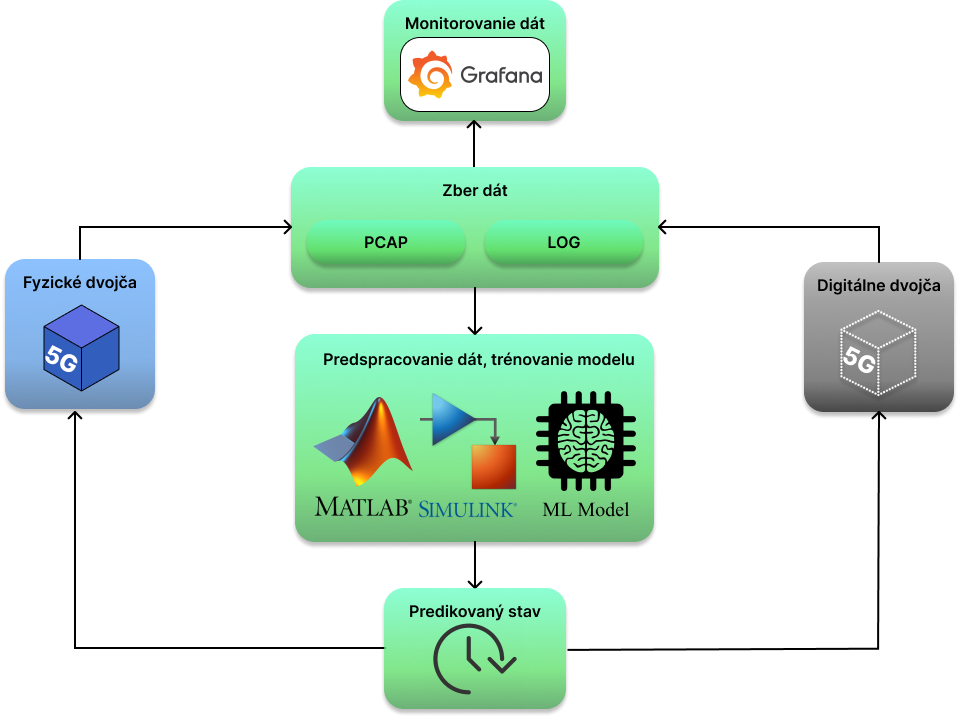 Monitorovanie dát
Grafana
Zber dát
PCAP
LOG
Fyzické dvojča
5G
Digitálne dvojča
5G
Predspracovanie dát, trénovanie modelu
MATLAB®
SIMULINK®
ML Model
Predikovaný stav